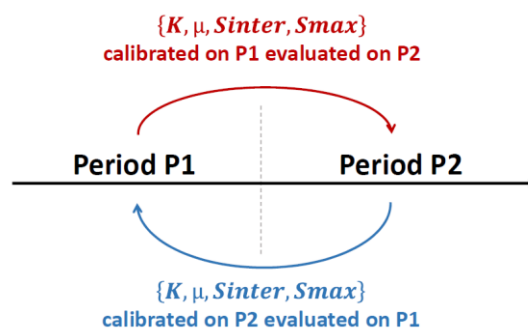 {K, μ, Sinter, Smax}
calibrated on P1 evaluated on P2
Period P1
Period P2
{K, μ, Sinter, Smax}
calibrated on P2 evaluated on P1